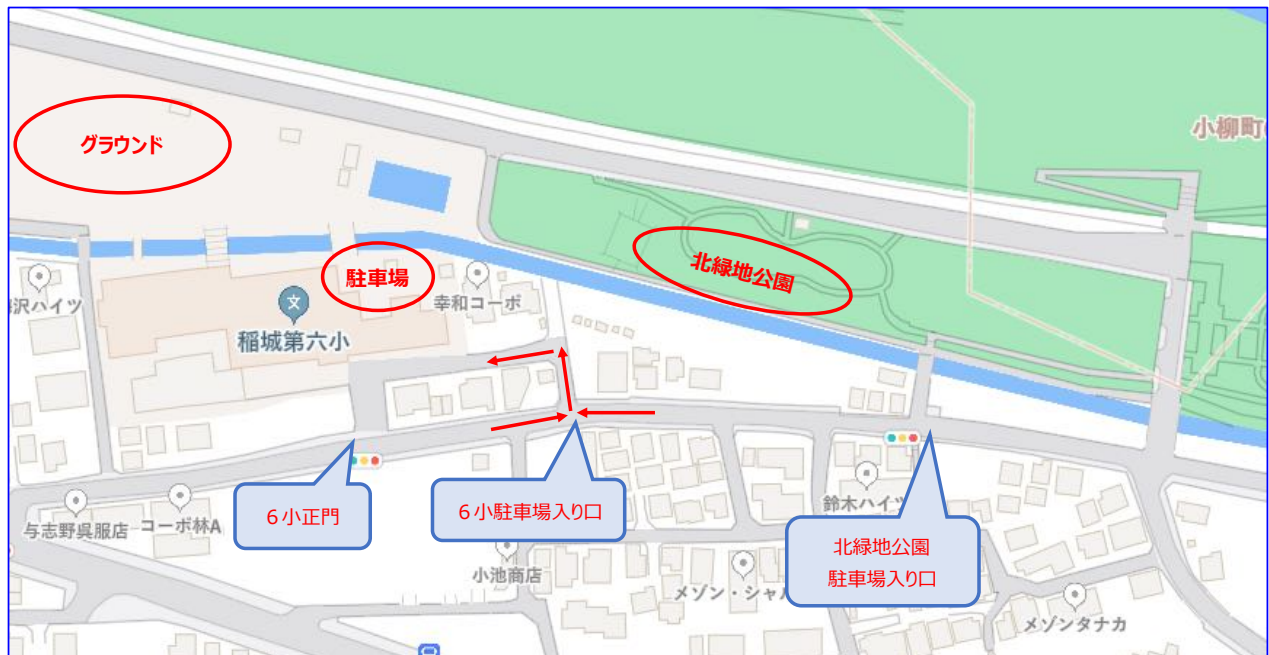 小柳町
グラウンド
北緑地公園
駐車場
幸和コーポ
沢ハイツ
文
稲城第六小
鈴木ハイツ
6小正門
6小駐車場入り口
与志野呉服店
コーポ林A
北緑地公園
駐車場入り口
小池商店
メゾン・シャ
メゾンタナカ